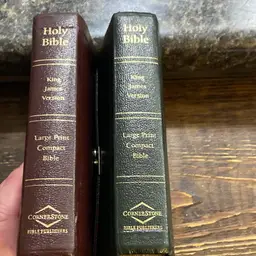 Holy
Bible
King
James
Version
Large Print
Compact
Bible
CORNERSTONE
BIBLE PUBLISHERS
Holy
Bible
King
James
Version
Large Print
Compact
Bible
CORNERSTONE
BIBLE PUBLISHERS